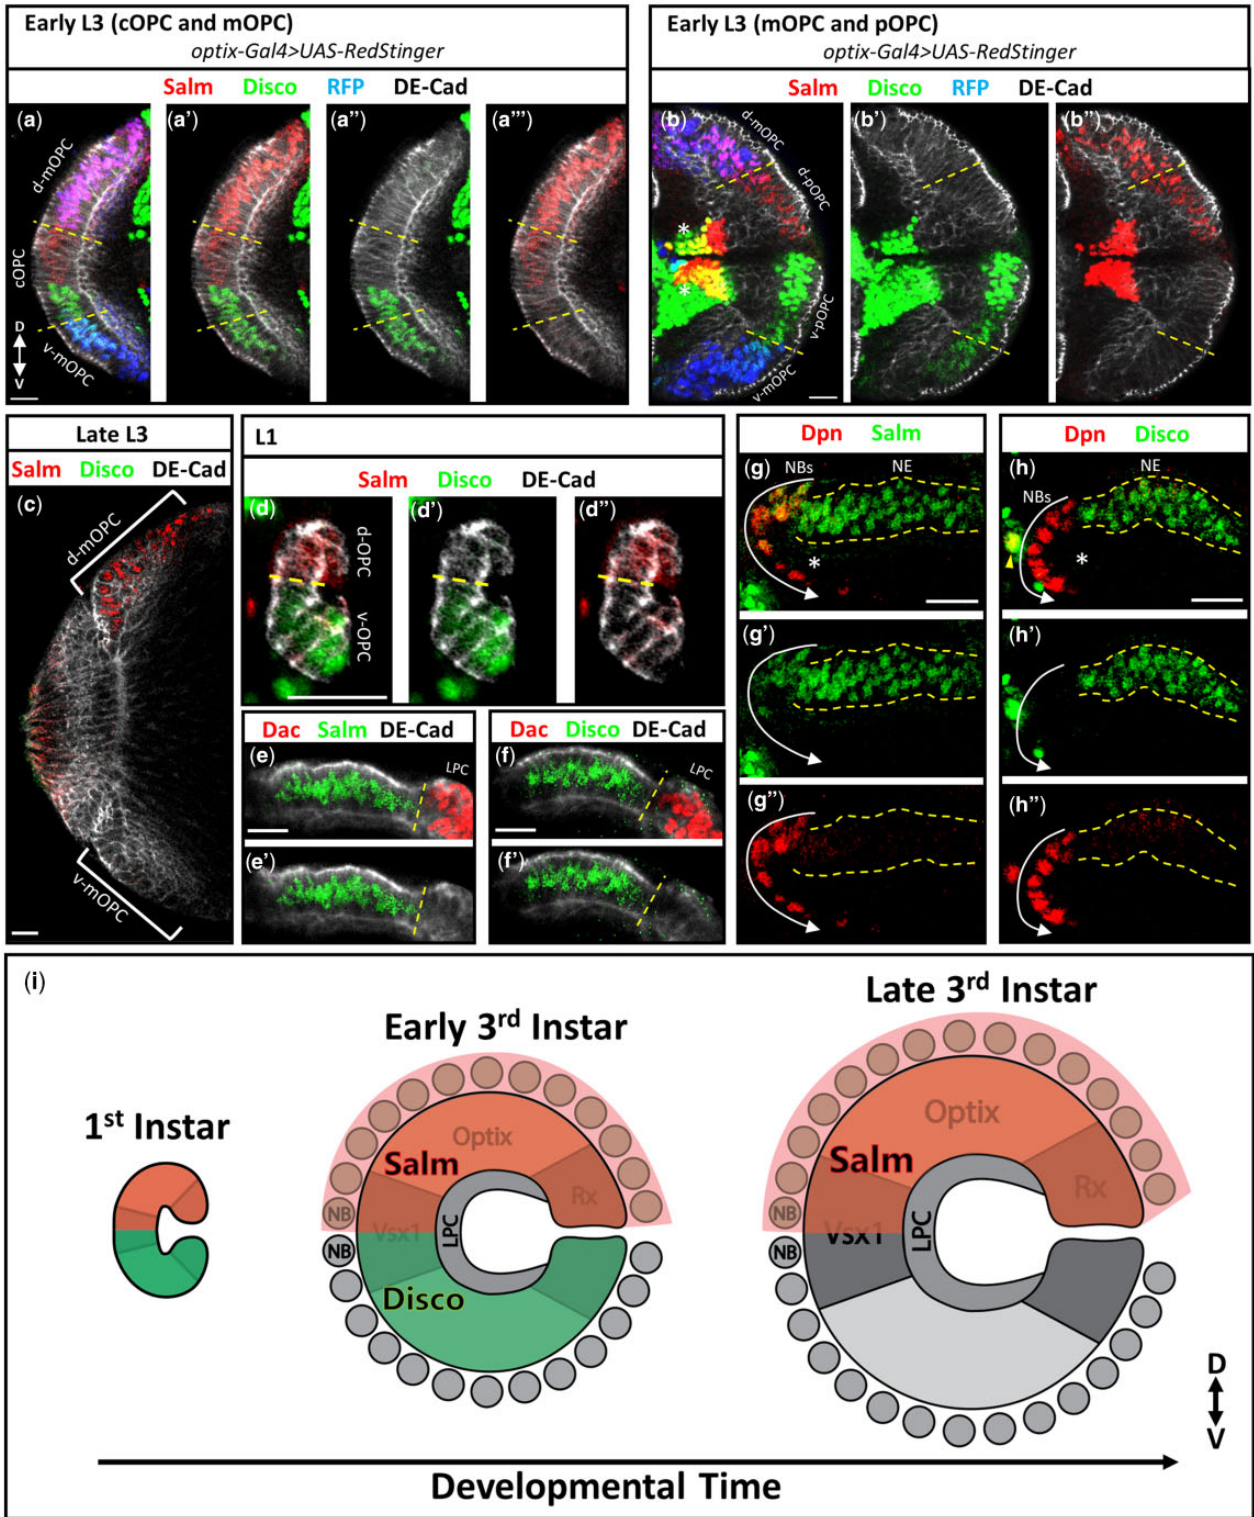 Early L3 (cOPC and mOPC)
optix-Gal4>UAS-RedStinger
Salm Disco RFP DE-Cad
(a) (a') (a'') (a''')
d-mOPC
cOPC
v-mOPC
D
V
Early L3 (mOPC and pOPC)
optix-Gal4>UAS-RedStinger
Salm Disco RFP DE-Cad
(b) (b') (b'')
d-mOPC
d-pOPC
*
*
v-pOPC
v-mOPC
Late L3
Salm Disco DE-Cad
(c)
d-mOPC
v-mOPC
L1
Salm Disco DE-Cad
(d) (d') (d'')
d-OPC
v-OPC
Dac Salm DE-Cad
(e)
LPC
(e')
Dac Disco DE-Cad
(f)
LPC
(f')
Dpn Salm
(g) NBs NE
*
(g')
(g'')
Dpn Disco
(h) NBs NE
*
(h')
(h'')
(i)
1st Instar
Early 3rd Instar
Optix
Salm
Rx
Vsx1
LPC
NB
NB
Disco
Late 3rd Instar
Optix
Salm
Rx
Vsx1
LPC
NB
NB
D
V
Developmental Time